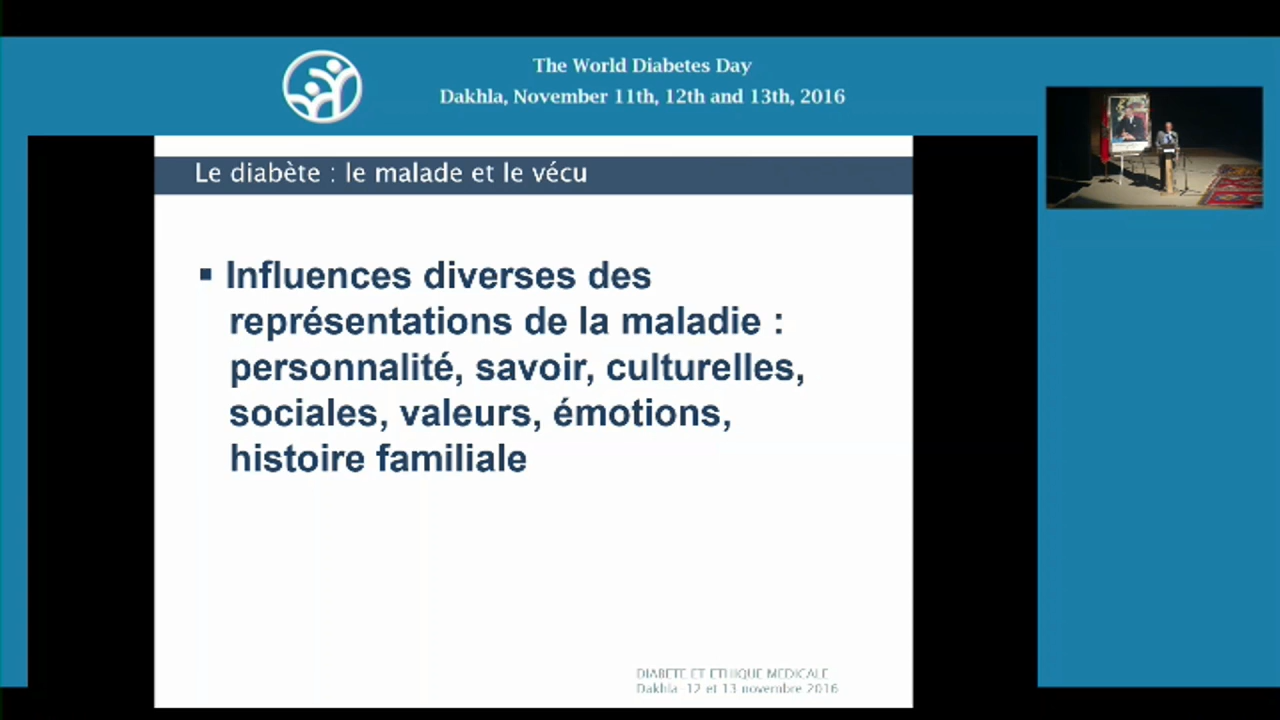 The World Diabetes Day
Dakhla, November 11th, 12th and 13th, 2016
Le diabète : le malade et le vécu
▪ Influences diverses des
représentations de la maladie :
personnalité, savoir, culturelles,
sociales, valeurs, émotions,
histoire familiale
DIABETE ET ETHIQUE MEDICALE
Dakhla 12 et 13 novembre 2016